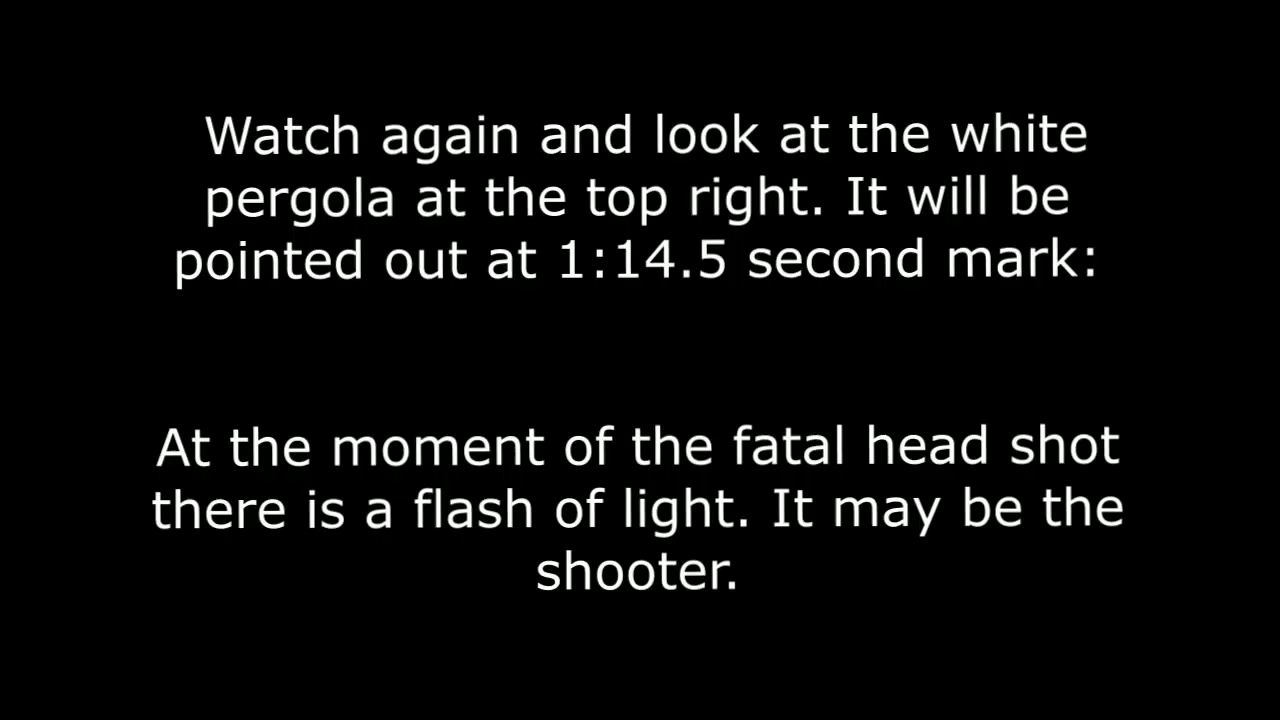 Watch again and look at the white
pergola at the top right. It will be
pointed out at 1:14.5 second mark:
At the moment of the fatal head shot
there is a flash of light. It may be the
shooter.